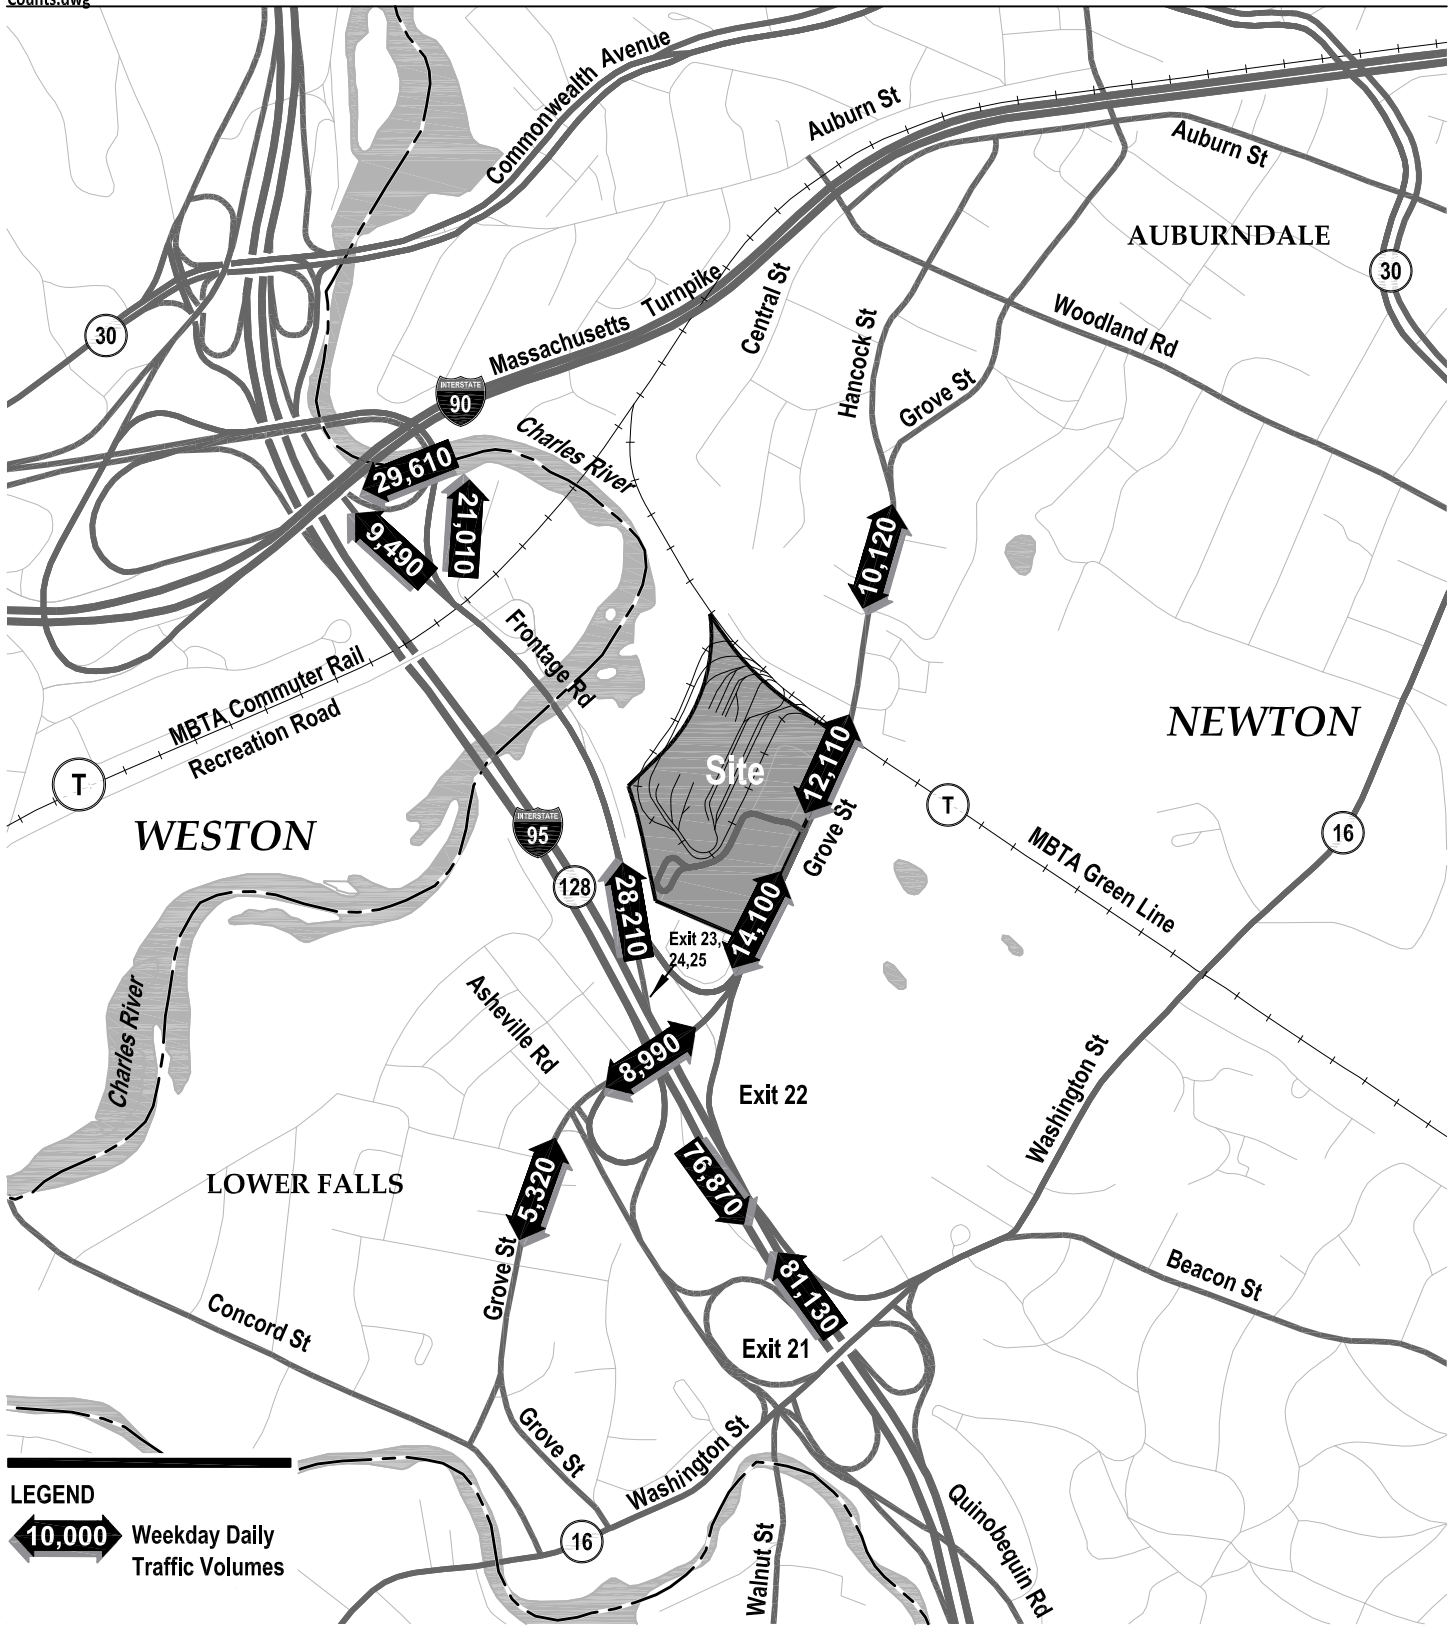 Counts.dwg
Commonwealth Avenue
Auburn St
Auburn St
AUBURNDALE
30
30
Massachusetts Turnpike
Central St
Hancock St
Woodland Rd
Grove St
INTERSTATE
90
Charles River
29,610
21,010
9,490
10,120
Frontage Rd
MBTA Commuter Rail
Recreation Road
T
NEWTON
Site
12,110
Grove St
T
16
WESTON
INTERSTATE
95
128
MBTA Green Line
28,210
14,100
Exit 23,
24,25
Charles River
Asheville Rd
8,990
Exit 22
Washington St
76,870
LOWER FALLS
5,320
Grove St
81,130
Beacon St
Concord St
Exit 21
Grove St
Washington St
Quinobequin Rd
Walnut St
16
LEGEND
10,000
Weekday Daily
Traffic Volumes